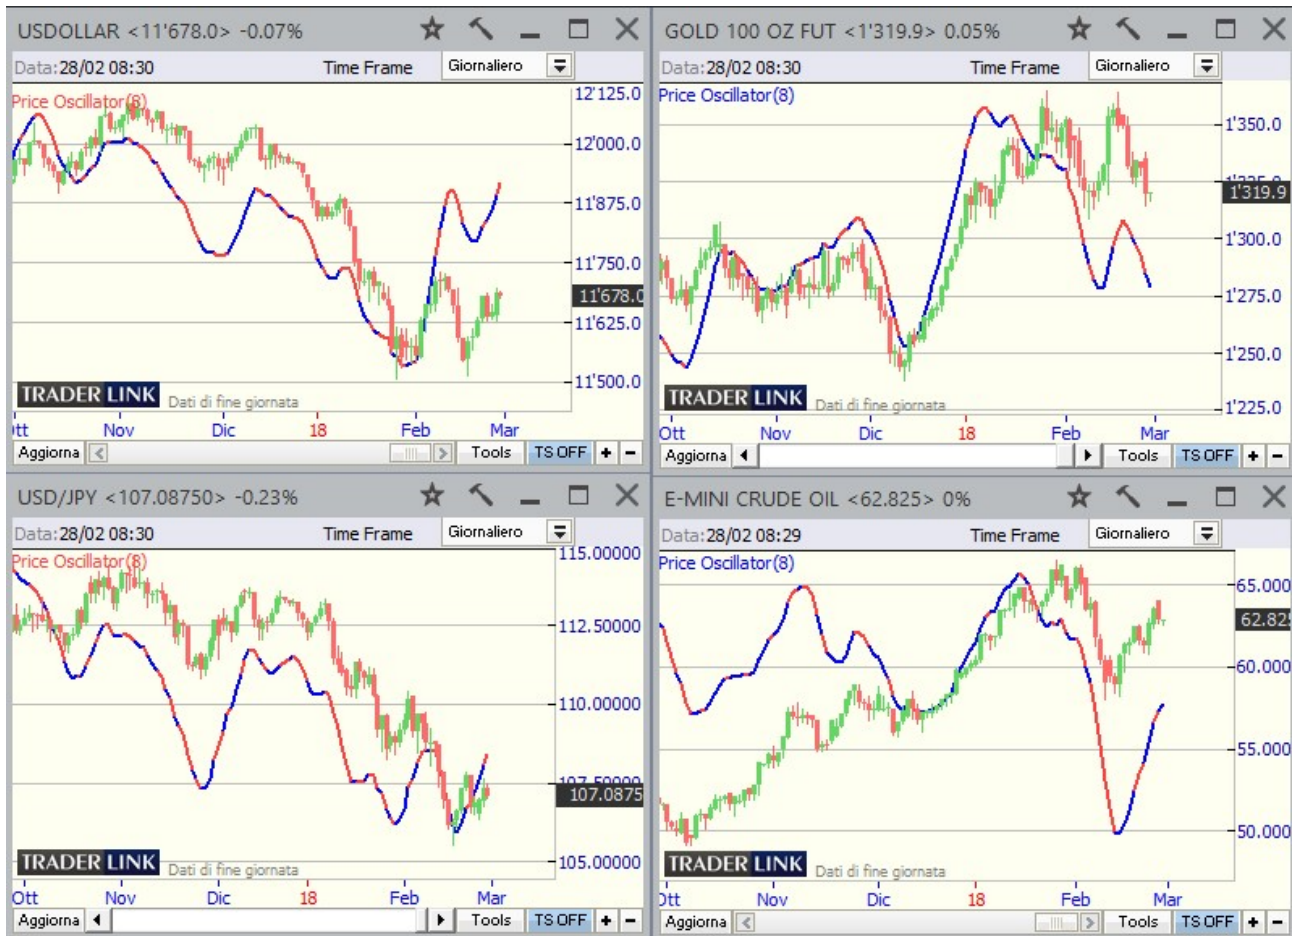 USDOLLAR <11'678.0> -0.07%
Data:28/02 08:30 Time Frame Giornaliero
Price Oscillator(8)
12'125.0
12'000.0
11'875.0
11'750.0
11'678.0
11'625.0
11'500.0
TRADER LINK Dati di fine giornata
tt Nov Dic 18 Feb Mar
Aggiorna Tools TS OFF + -
GOLD 100 OZ FUT <1'319.9> 0.05%
Data:28/02 08:30 Time Frame Giornaliero
Price Oscillator(8)
1'350.0
1'319.9
1'300.0
1'275.0
1'250.0
1'225.0
TRADER LINK Dati di fine giornata
Ott Nov Dic 18 Feb Mar
Aggiorna Tools TS OFF + -
USD/JPY <107.08750> -0.23%
Data:28/02 08:30 Time Frame Giornaliero
Price Oscillator(8)
115.00000
112.50000
110.00000
107.0875
105.00000
TRADER LINK Dati di fine giornata
Ott Nov Dic 18 Feb Mar
Aggiorna Tools TS OFF + -
E-MINI CRUDE OIL <62.825> 0%
Data:28/02 08:29 Time Frame Giornaliero
Price Oscillator(8)
65.000
62.825
60.000
55.000
50.000
TRADER LINK Dati di fine giornata
Ott Nov Dic 18 Feb Mar
Aggiorna Tools TS OFF + -